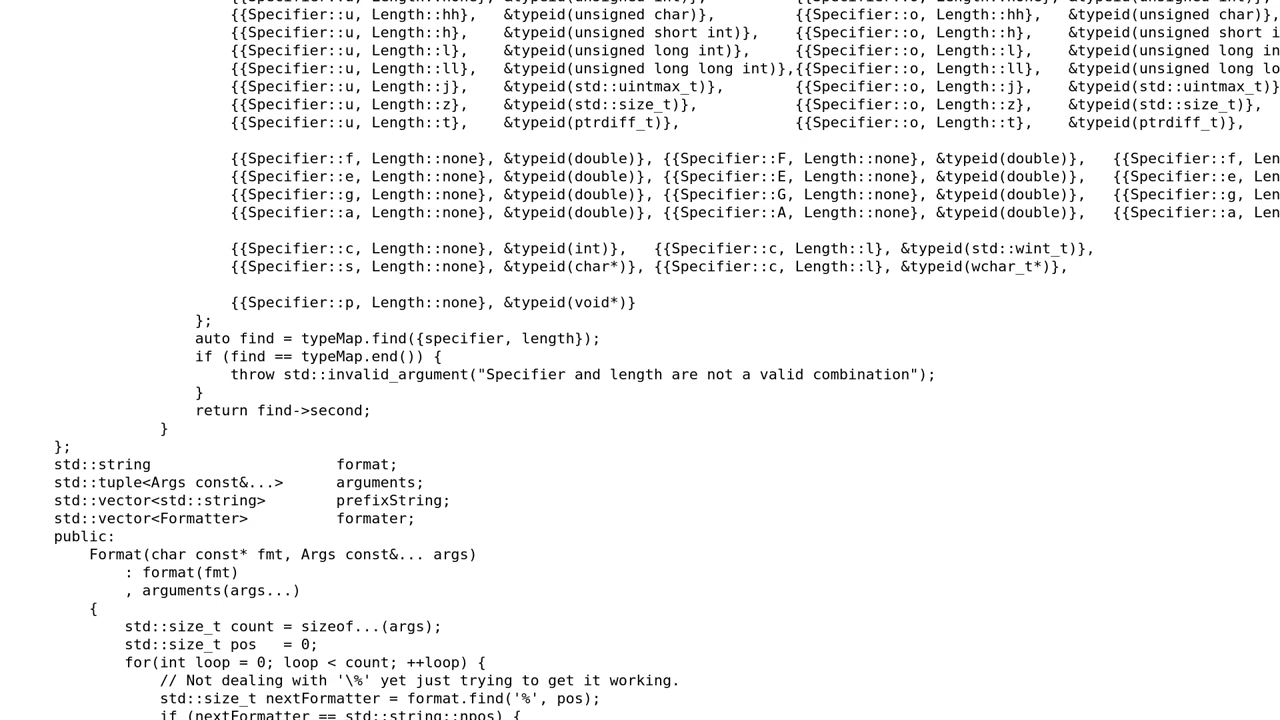 {{Specifier::u, Length::hh},   &typeid(unsigned char)},         {{Specifier::o, Length::hh},   &typeid(unsigned char)},
{{Specifier::u, Length::h},    &typeid(unsigned short int)},    {{Specifier::o, Length::h},    &typeid(unsigned short i
{{Specifier::u, Length::l},    &typeid(unsigned long int)},     {{Specifier::o, Length::l},    &typeid(unsigned long in
{{Specifier::u, Length::ll},   &typeid(unsigned long long int)},{{Specifier::o, Length::ll},   &typeid(unsigned long lo
{{Specifier::u, Length::j},    &typeid(std::uintmax_t)},        {{Specifier::o, Length::j},    &typeid(std::uintmax_t)}
{{Specifier::u, Length::z},    &typeid(std::size_t)},           {{Specifier::o, Length::z},    &typeid(std::size_t)},
{{Specifier::u, Length::t},    &typeid(ptrdiff_t)},             {{Specifier::o, Length::t},    &typeid(ptrdiff_t)},
{{Specifier::f, Length::none}, &typeid(double)}, {{Specifier::F, Length::none}, &typeid(double)},   {{Specifier::f, Len
{{Specifier::e, Length::none}, &typeid(double)}, {{Specifier::E, Length::none}, &typeid(double)},   {{Specifier::e, Len
{{Specifier::g, Length::none}, &typeid(double)}, {{Specifier::G, Length::none}, &typeid(double)},   {{Specifier::g, Len
{{Specifier::a, Length::none}, &typeid(double)}, {{Specifier::A, Length::none}, &typeid(double)},   {{Specifier::a, Len
{{Specifier::c, Length::none}, &typeid(int)},   {{Specifier::c, Length::l}, &typeid(std::wint_t)},
{{Specifier::s, Length::none}, &typeid(char*)}, {{Specifier::c, Length::l}, &typeid(wchar_t*)},
{{Specifier::p, Length::none}, &typeid(void*)}
};
auto find = typeMap.find({specifier, length});
if (find == typeMap.end()) {
throw std::invalid_argument("Specifier and length are not a valid combination");
}
return find->second;
}
};
std::string                     format;
std::tuple<Args const&...>      arguments;
std::vector<std::string>        prefixString;
std::vector<Formatter>          formater;
public:
Format(char const* fmt, Args const&... args)
: format(fmt)
, arguments(args...)
{
std::size_t count = sizeof...(args);
std::size_t pos   = 0;
for(int loop = 0; loop < count; ++loop) {
// Not dealing with '\%' yet just trying to get it working.
std::size_t nextFormatter = format.find('%', pos);
if (nextFormatter == std::string::npos) {